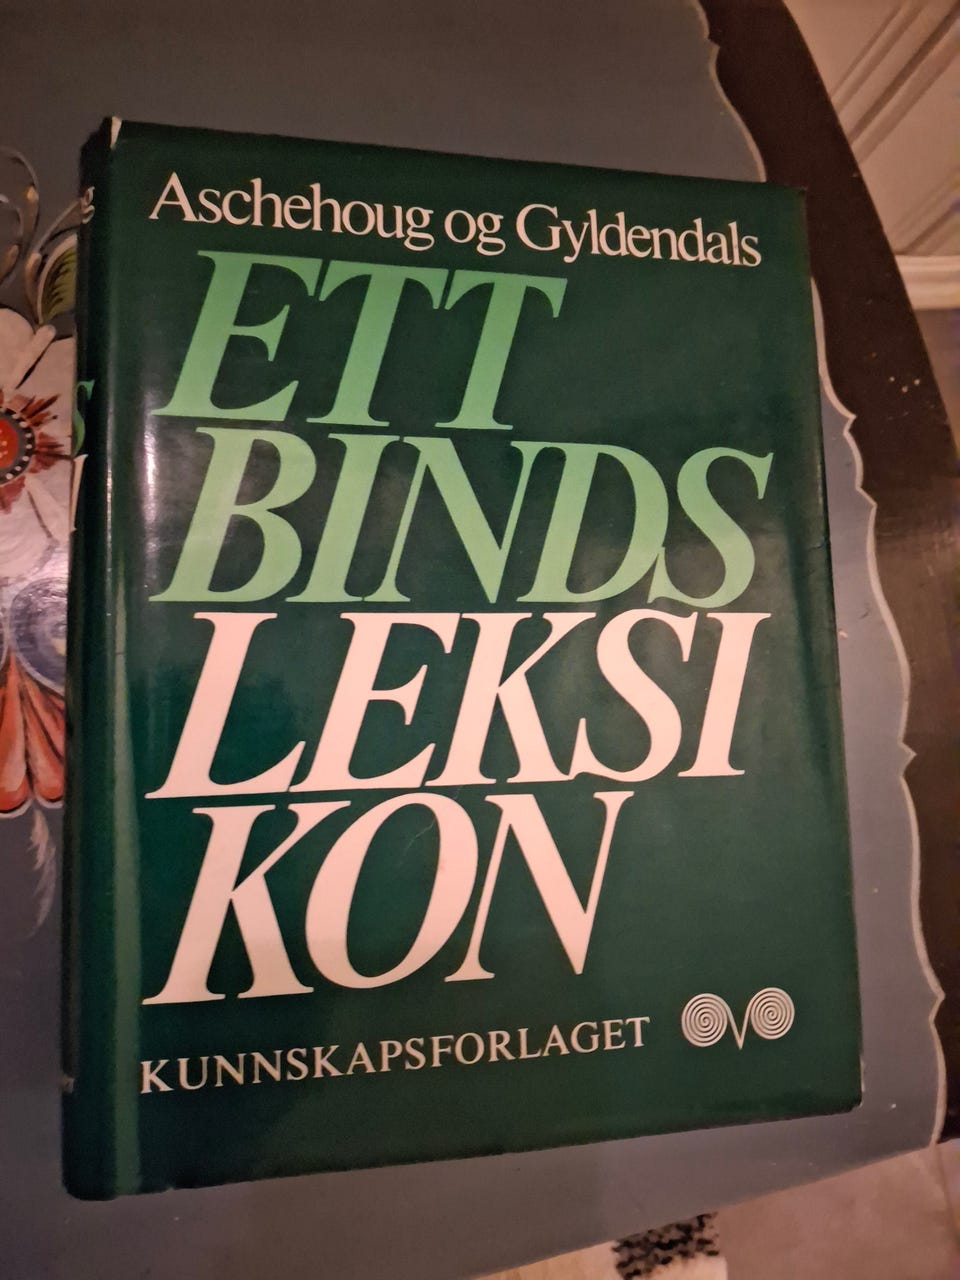 Aschehoug og Gyldendals
ETT
BINDS
LEKSI
KON
KUNNSKAPSFORLAGET